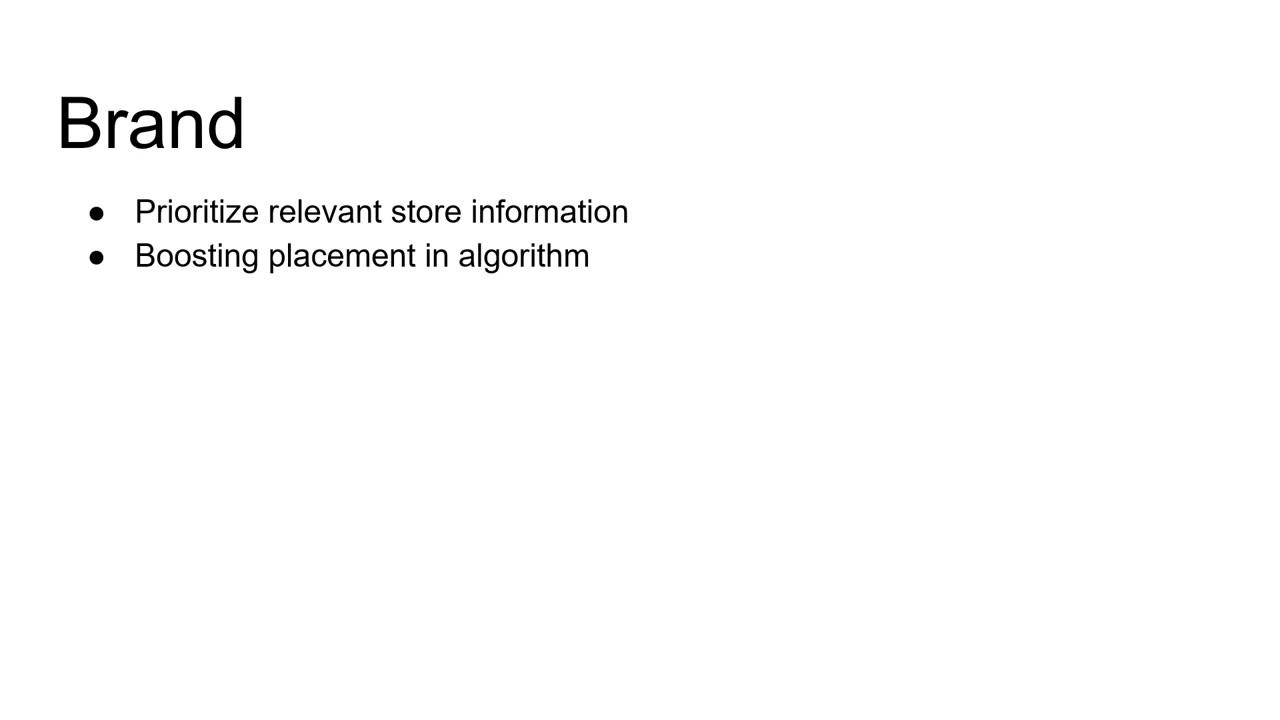 Brand
● Prioritize relevant store information
● Boosting placement in algorithm